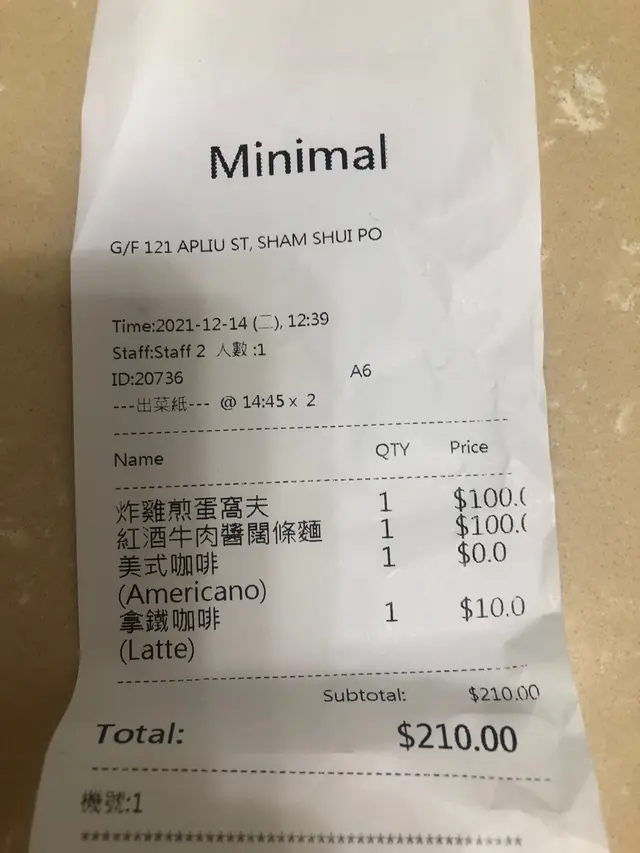 Minimal
G/F 121 APLIU ST, SHAM SHUI PO
Time:2021-12-14 (二), 12:39
Staff:Staff 2 人數 :1
ID:20736 A6
---出菜紙--- @ 14:45 x 2
Name QTY Price
炸雞煎蛋窩夫 1 $100.(
紅酒牛肉醬闊條麵 1 $100.(
美式咖啡 1 $0.0
(Americano)
拿鐵咖啡 1 $10.0
(Latte)
Subtotal: $210.00
Total: $210.00
機號:1